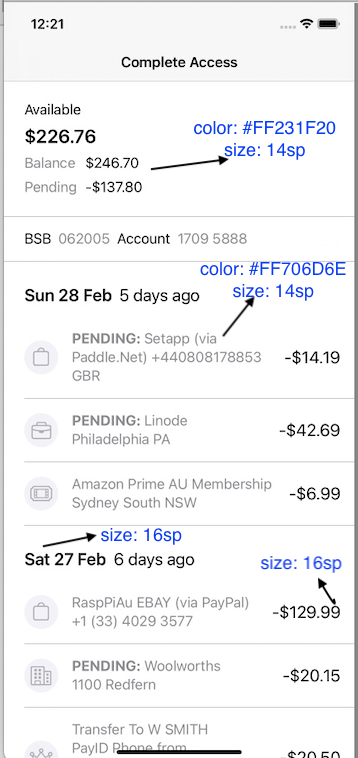 12:21
Complete Access
Available
$226.76
color: #FF231F20
size: 14sp
Balance $246.70
Pending -$137.80
BSB 062005 Account 1709 5888
color: #FF706D6E
size: 14sp
Sun 28 Feb 5 days ago
PENDING: Setapp (via
Paddle.Net) +440808178853
GBR
-$14.19
PENDING: Linode
Philadelphia PA
-$42.69
Amazon Prime AU Membership
Sydney South NSW
-$6.99
size: 16sp
Sat 27 Feb 6 days ago
size: 16sp
RaspPiAu EBAY (via PayPal)
+1 (33) 4029 3577
-$129.99
PENDING: Woolworths
1100 Redfern
-$20.15
Transfer To W SMITH
PayID Phone from
-$20.50